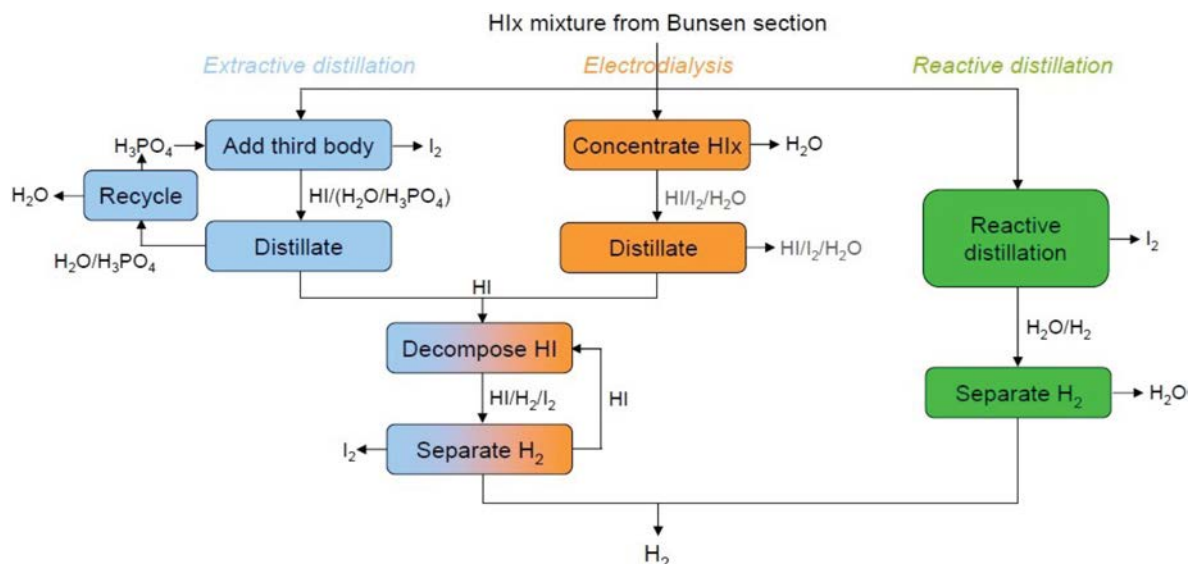 HIx mixture from Bunsen section
Extractive distillation
Electrodialysis
Reactive distillation
H₃PO₄
Add third body
I₂
Concentrate HIx
H₂O
H₂O
Recycle
HI/(H₂O/H₃PO₄)
HI/I₂/H₂O
Reactive
distillation
I₂
H₂O/H₃PO₄
Distillate
Distillate
HI/I₂/H₂O
HI
H₂O/H₂
Decompose HI
HI/H₂/I₂
HI
Separate H₂
H₂O
I₂
Separate H₂
H₂